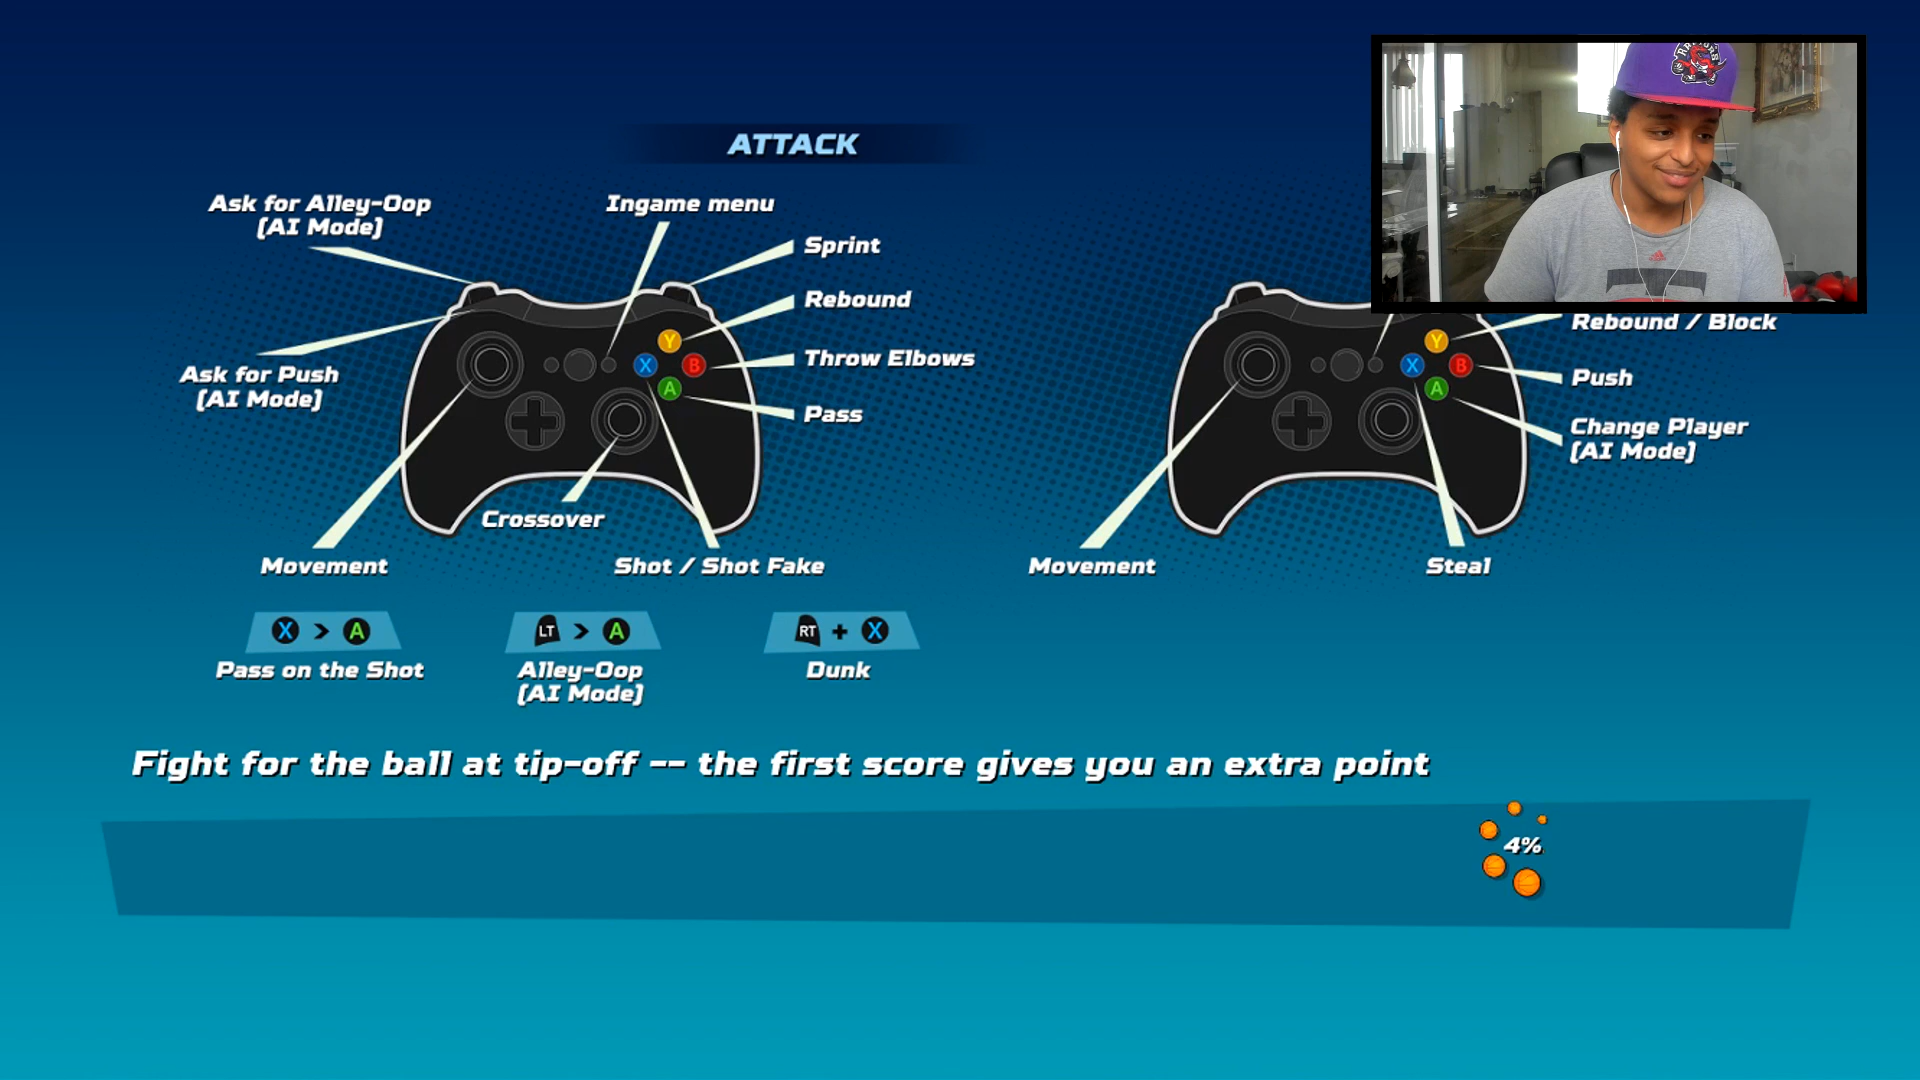 ATTACK
Ask for Alley-Oop
(AI Mode)
Ingame menu
Sprint
Rebound
Throw Elbows
Pass
Ask for Push
(AI Mode)
Crossover
Movement
Shot / Shot Fake
Y
X
B
A
X > A
Pass on the Shot
LT > A
Alley-Oop
(AI Mode)
RT + X
Dunk
Rebound / Block
Push
Change Player
(AI Mode)
Movement
Steal
Y
X
B
A
Fight for the ball at tip-off -- the first score gives you an extra point
4%